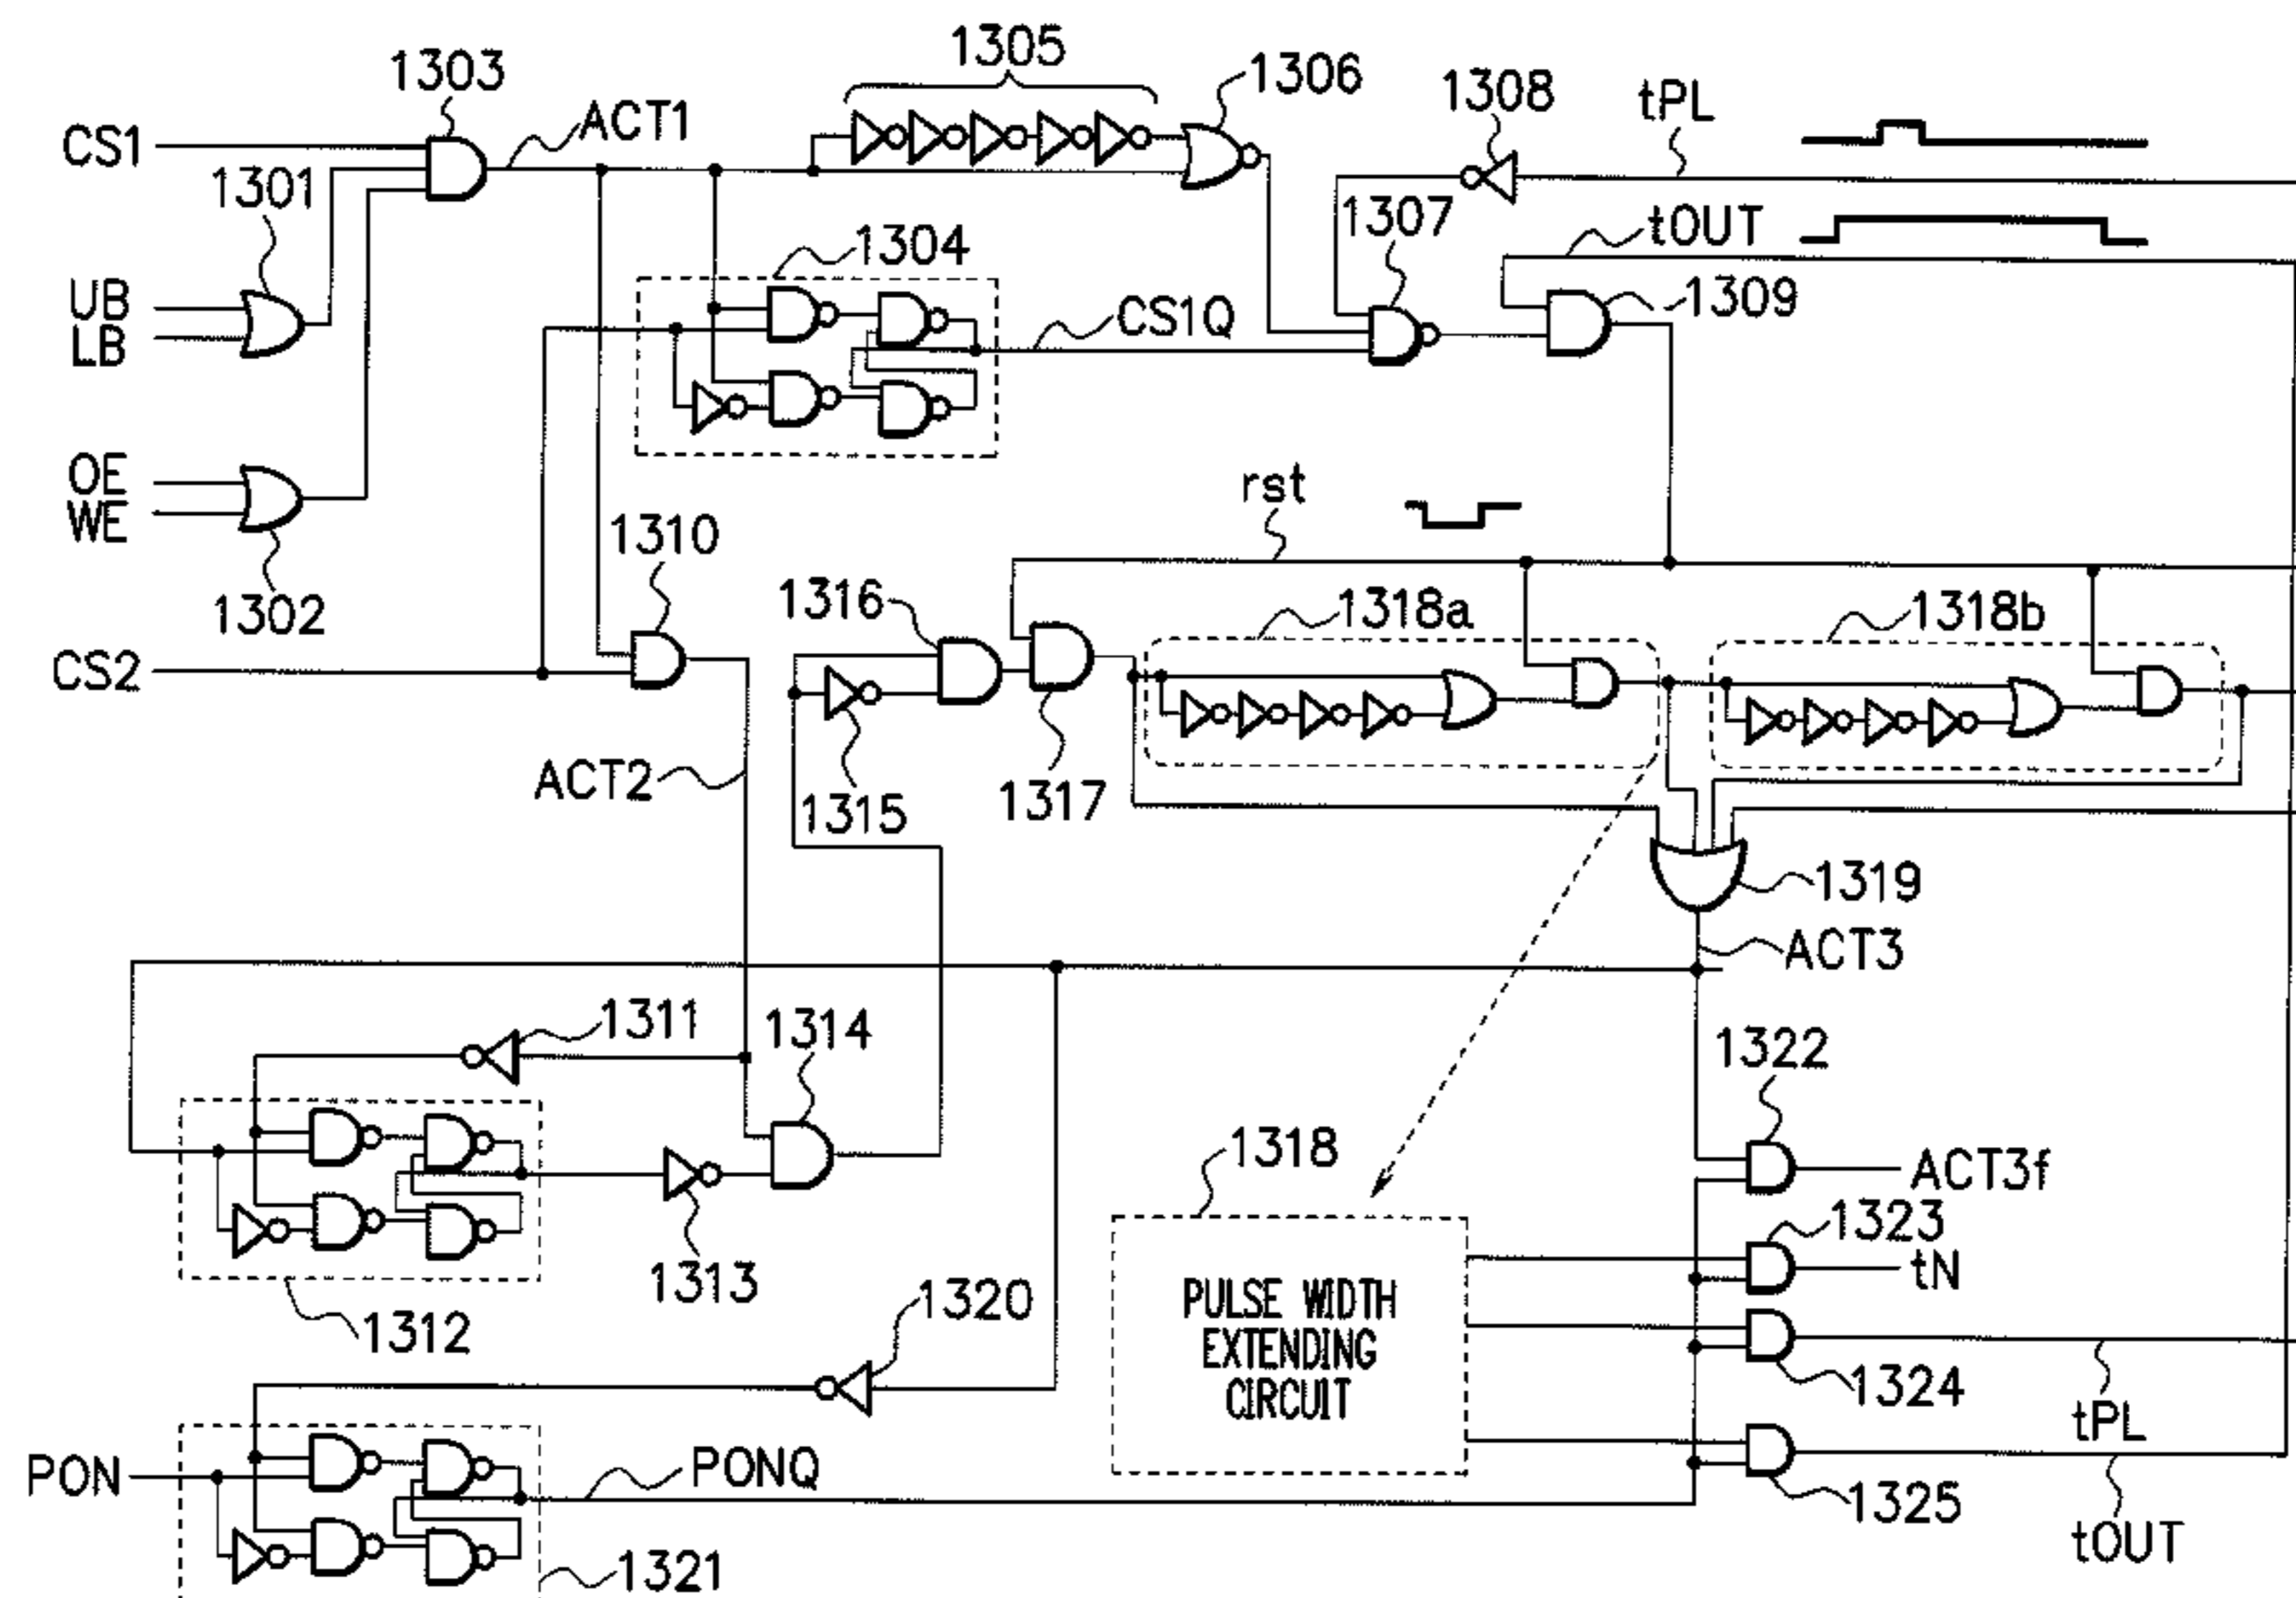 1303
1305
1306
1308
tPL
CS1
ACT1
1301
1307
tOUT
1304
1309
UB
LB
CS1Q
OE
WE
rst
1310
1302
1316
1318a
1318b
CS2
ACT2
1315
1317
1319
ACT3
1311
1314
1322
1318
ACT3f
1323
tN
1313
1320
PULSE WIDTH
EXTENDING
CIRCUIT
1312
1324
tPL
PON
PONQ
1325
tOUT
1321